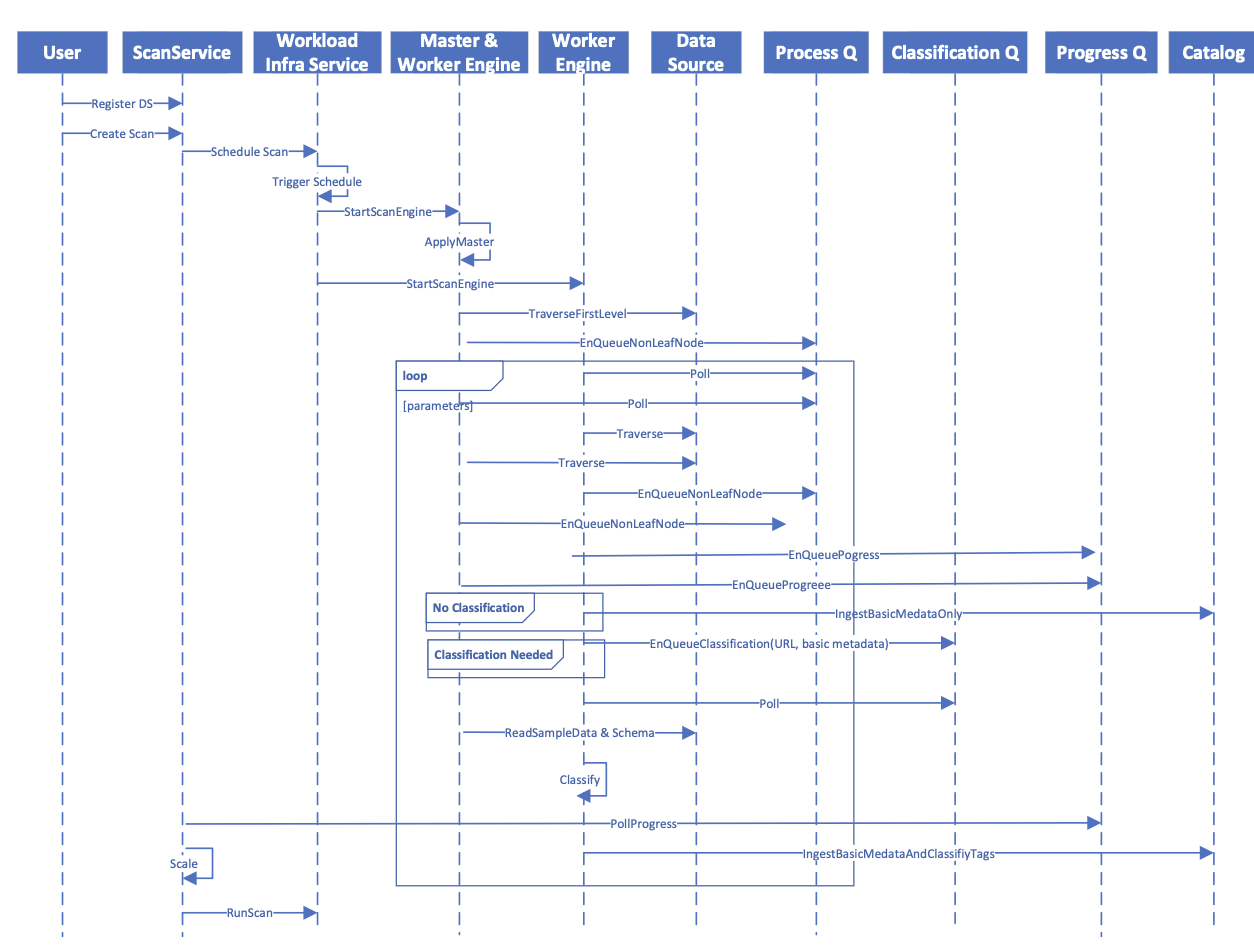 User
ScanService
Workload
Infra Service
Master &
Worker Engine
Worker
Engine
Data
Source
Process Q
Classification Q
Progress Q
Catalog
Register DS
Create Scan
Schedule Scan
Trigger Schedule
StartScanEngine
ApplyMaster
StartScanEngine
TraverseFirstLevel
EnQueueNonLeafNode
loop
Poll
[parameters]
Poll
Traverse
Traverse
EnQueueNonLeafNode
EnQueueNonLeafNode
EnQueuePogress
EnQueueProgreee
No Classification
IngestBasicMedataOnly
EnQueueClassification(URL, basic metadata)
Classification Needed
Poll
ReadSampleData & Schema
Classify
PollProgress
IngestBasicMedataAndClassifiyTags
Scale
RunScan